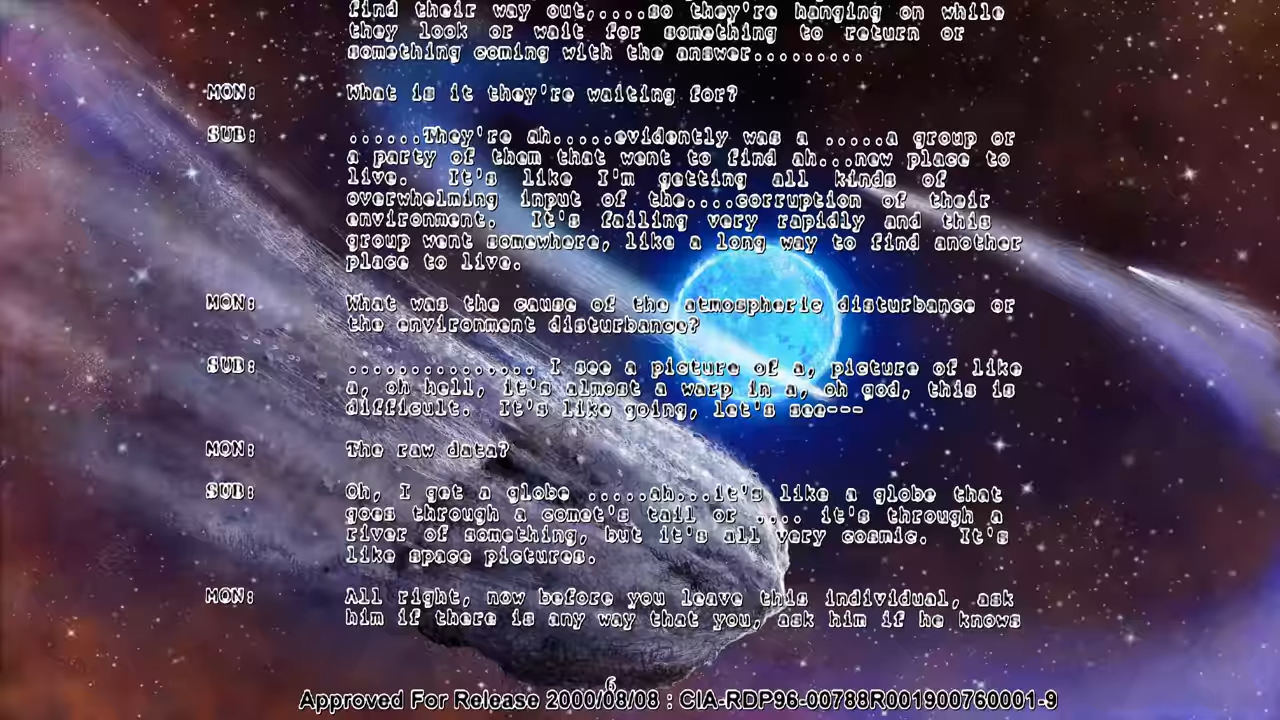 find their way out,....so they're hanging on while
they look or wait for something to return or
something coming with the answer.........
MON: What is it they're waiting for?
SUB: ......They're ah.....evidently was a .....a group or
a party of them that went to find ah...new place to
live. It's like I'm getting all kinds of
overwhelming input of the....corruption of their
environment. It's failing very rapidly and this
group went somewhere, like a long way to find another
place to live.
MON: What was the cause of the atmospheric disturbance or
the environment disturbance?
SUB: ............... I see a picture of a, picture of like
a, oh hell, it's almost a warp in a, oh god, this is
difficult. It's like going, let's see---
MON: The raw data?
SUB: Oh, I get a globe .....ah...it's like a globe that
goes through a comet's tail or .... it's through a
river of something, but it's all very cosmic. It's
like space pictures.
MON: All right, now before you leave this individual, ask
him if there is any way that you, ask him if he knows
6
Approved For Release 2000/08/08 : CIA-RDP96-00788R001900760001-9